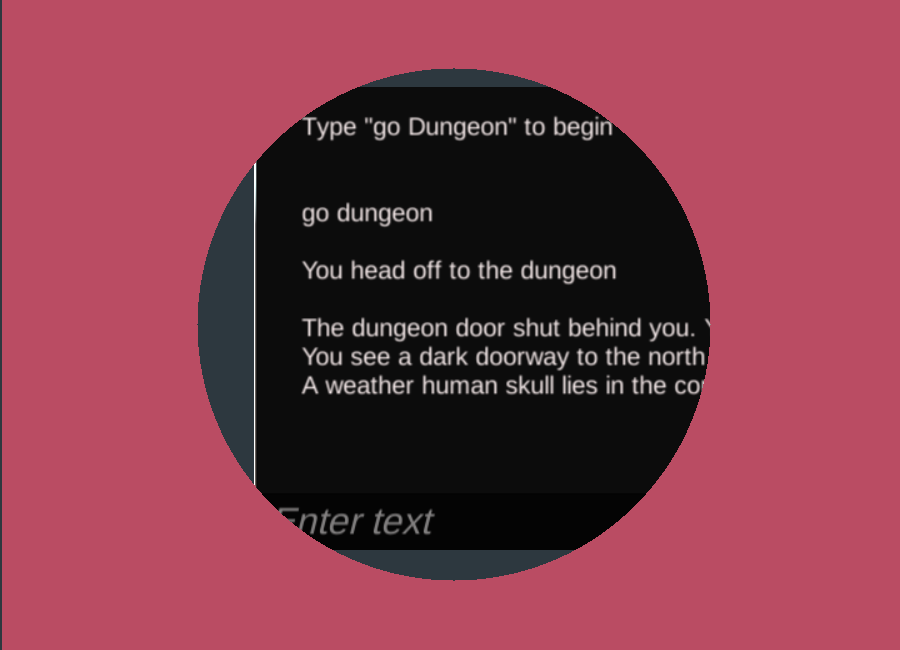 Type "go Dungeon" to begin
go dungeon
You head off to the dungeon
The dungeon door shut behind you.
You see a dark doorway to the north
A weather human skull lies in the
Enter text